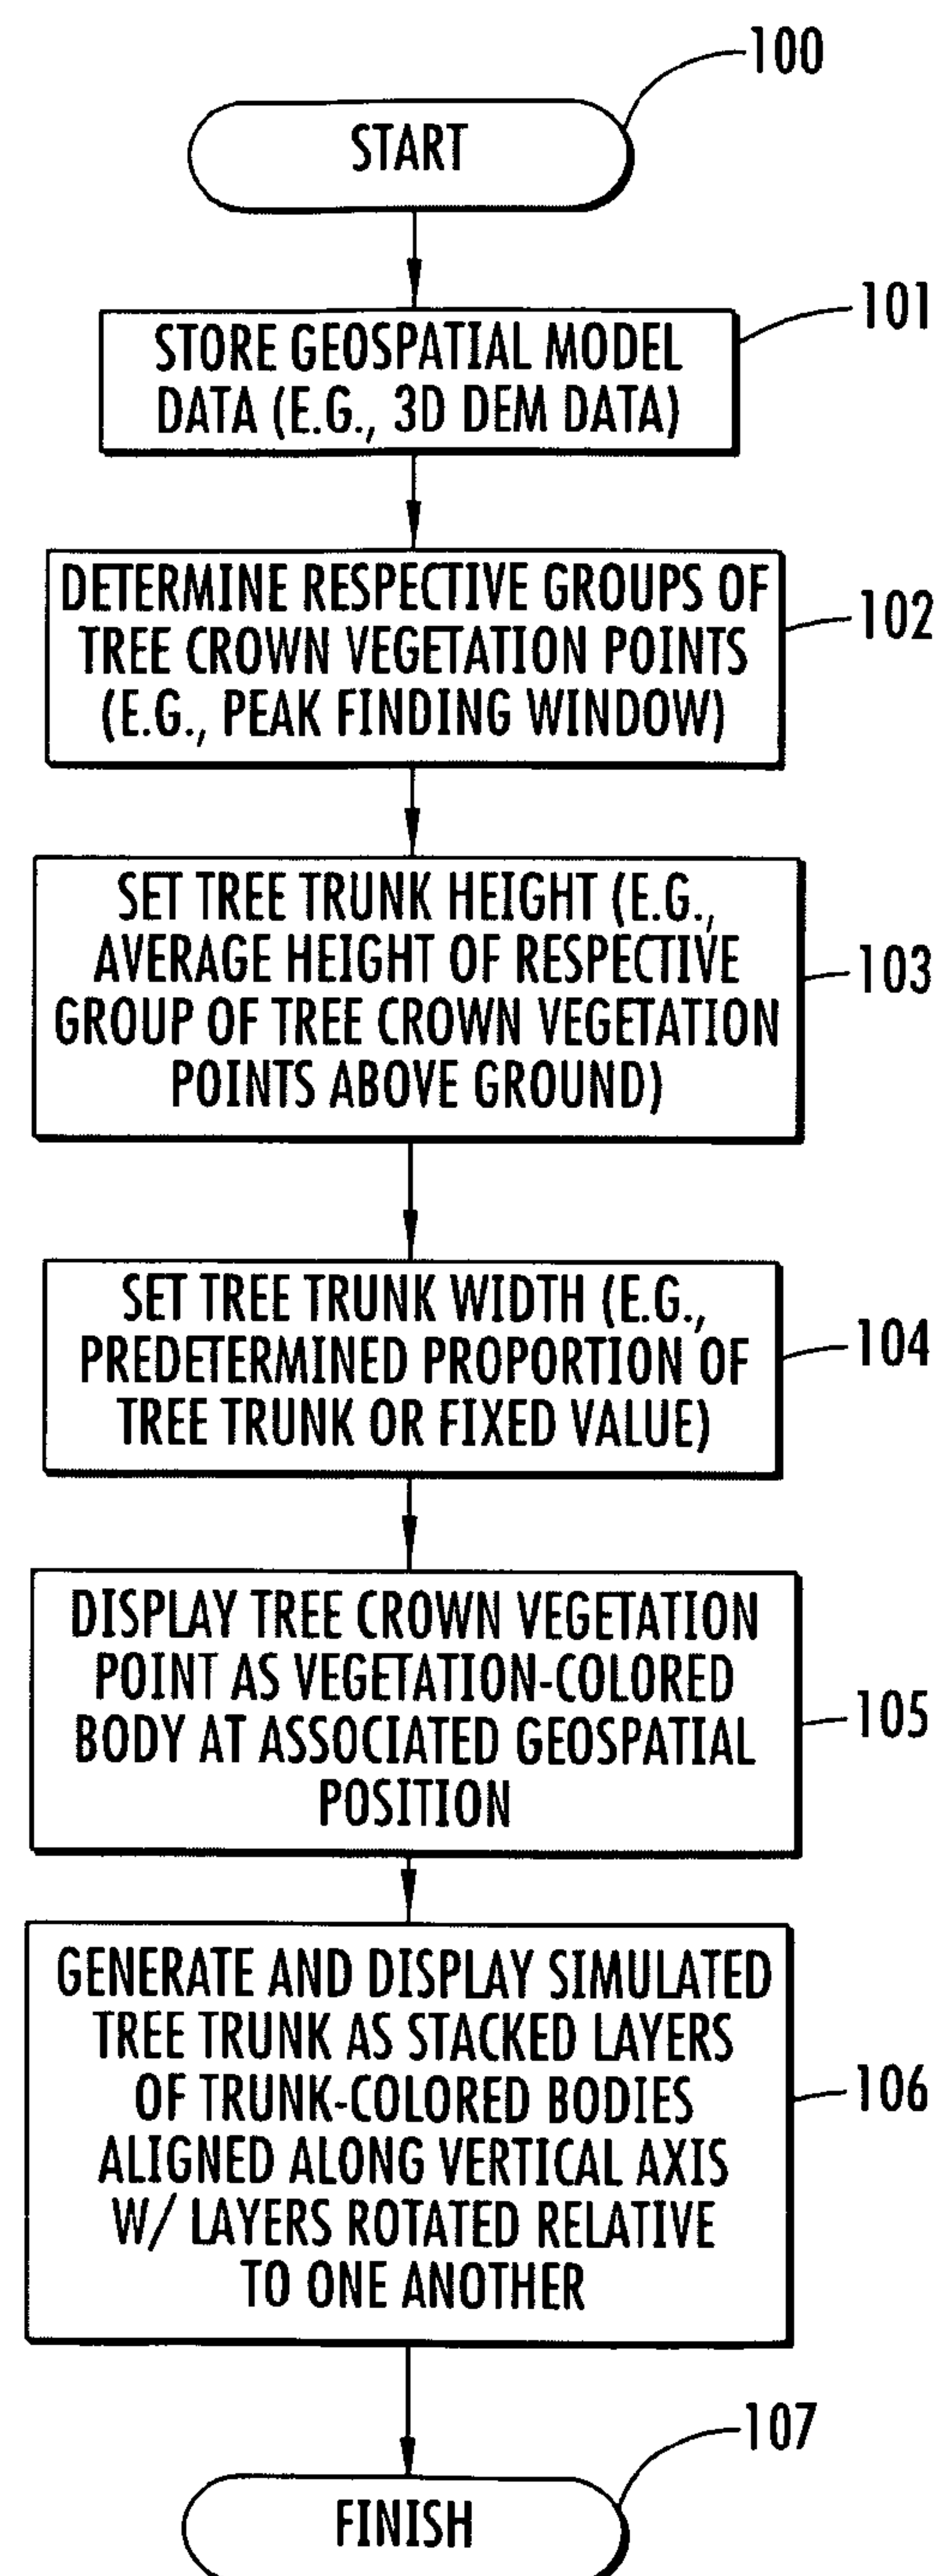 100
START
101
STORE GEOSPATIAL MODEL
DATA (E.G., 3D DEM DATA)
102
DETERMINE RESPECTIVE GROUPS OF
TREE CROWN VEGETATION POINTS
(E.G., PEAK FINDING WINDOW)
103
SET TREE TRUNK HEIGHT (E.G.,
AVERAGE HEIGHT OF RESPECTIVE
GROUP OF TREE CROWN VEGETATION
POINTS ABOVE GROUND)
104
SET TREE TRUNK WIDTH (E.G.,
PREDETERMINED PROPORTION OF
TREE TRUNK OR FIXED VALUE)
105
DISPLAY TREE CROWN VEGETATION
POINT AS VEGETATION-COLORED
BODY AT ASSOCIATED GEOSPATIAL
POSITION
106
GENERATE AND DISPLAY SIMULATED
TREE TRUNK AS STACKED LAYERS
OF TRUNK-COLORED BODIES
ALIGNED ALONG VERTICAL AXIS
W/ LAYERS ROTATED RELATIVE
TO ONE ANOTHER
107
FINISH